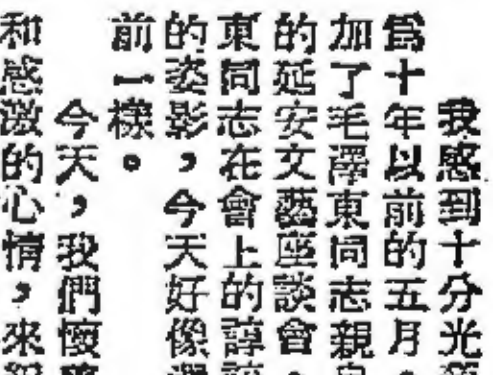 我感到十分光
爲十年以前的五月，
加了毛澤東同志親
的延安文藝座談會。
東同志在會上的諄
的姿影，今天好像
前一樣。
今天，我們懷
和感激的心情，來